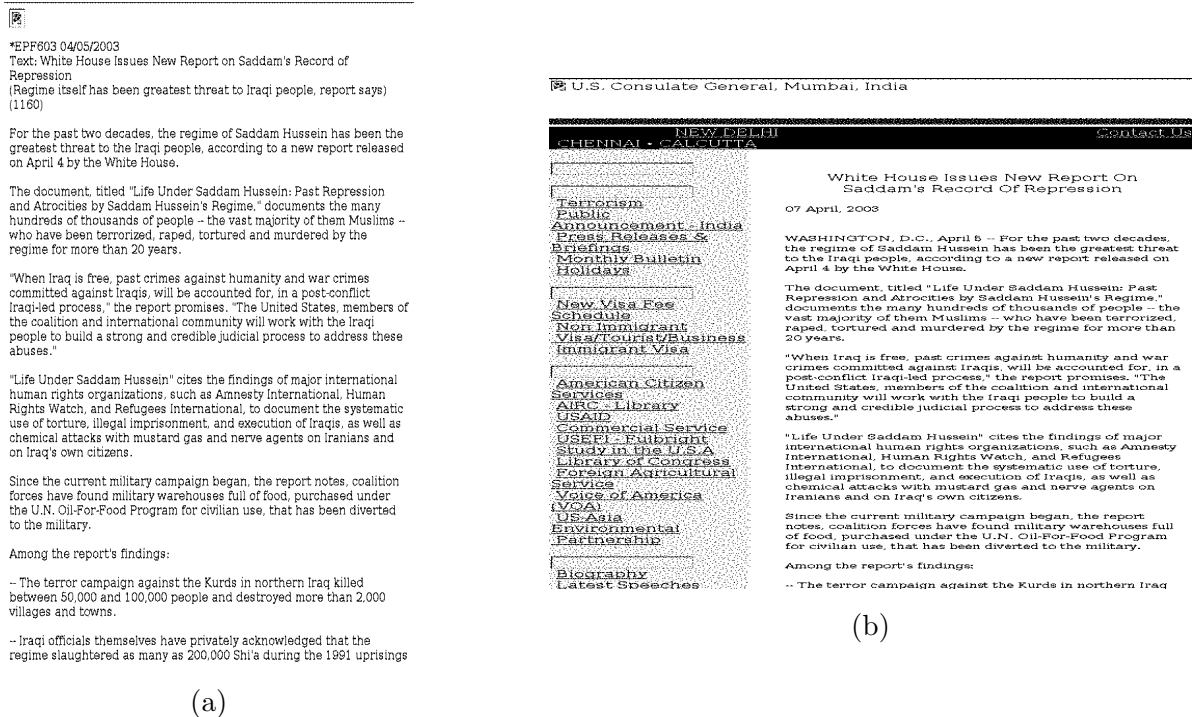 *EPF603 04/05/2003
Text: White House Issues New Report on Saddam's Record of
Repression
(Regime itself has been greatest threat to Iraqi people, report says)
(1160)
For the past two decades, the regime of Saddam Hussein has been the
greatest threat to the Iraqi people, according to a new report released
on April 4 by the White House.
The document, titled "Life Under Saddam Hussein: Past Repression
and Atrocities by Saddam Hussein's Regime," documents the many
hundreds of thousands of people -- the vast majority of them Muslims --
who have been terrorized, raped, tortured and murdered by the
regime for more than 20 years.
"When Iraq is free, past crimes against humanity and war crimes
committed against Iraqis, will be accounted for, in a post-conflict
Iraqi-led process," the report promises. "The United States, members of
the coalition and international community will work with the Iraqi
people to build a strong and credible judicial process to address these
abuses."
"Life Under Saddam Hussein" cites the findings of major international
human rights organizations, such as Amnesty International, Human
Rights Watch, and Refugees International, to document the systematic
use of torture, illegal imprisonment, and execution of Iraqis, as well as
chemical attacks with mustard gas and nerve agents on Iranians and
on Iraq's own citizens.
Since the current military campaign began, the report notes, coalition
forces have found military warehouses full of food, purchased under
the U.N. Oil-For-Food Program for civilian use, that has been diverted
to the military.
Among the report's findings:
-- The terror campaign against the Kurds in northern Iraq killed
between 50,000 and 100,000 people and destroyed more than 2,000
villages and towns.
-- Iraqi officials themselves have privately acknowledged that the
regime slaughtered as many as 200,000 Shi'a during the 1991 uprisings
(a)
U.S. Consulate General, Mumbai, India
NEW DELHI
Contact Us
CHENNAI • CALCUTTA
Terrorism
Public
Announcement - India
Press Releases &
Briefings
Monthly Bulletin
Holidays
New Visa Fee
Schedule
Non Immigrant
Visa/Tourist/Business
Immigrant Visa
American Citizen
Services
AIRC - Library
USAID
Commercial Service
USEFI - Fulbright
Study in the U.S.A
Library of Congress
Foreign Agricultural
Service
Voice of America
(VOA)
US-Asia
Environmental
Partnership
Biography
Latest Speeches
White House Issues New Report On
Saddam's Record Of Repression
07 April, 2003
WASHINGTON, D.C., April 5 -- For the past two decades,
the regime of Saddam Hussein has been the greatest threat
to the Iraqi people, according to a new report released on
April 4 by the White House.
The document, titled "Life Under Saddam Hussein: Past
Repression and Atrocities by Saddam Hussein's Regime,"
documents the many hundreds of thousands of people -- the
vast majority of them Muslims -- who have been terrorized,
raped, tortured and murdered by the regime for more than
20 years.
"When Iraq is free, past crimes against humanity and war
crimes committed against Iraqis, will be accounted for, in a
post-conflict Iraqi-led process," the report promises. "The
United States, members of the coalition and international
community will work with the Iraqi people to build a
strong and credible judicial process to address these
abuses."
"Life Under Saddam Hussein" cites the findings of major
international human rights organizations, such as Amnesty
International, Human Rights Watch, and Refugees
International, to document the systematic use of torture,
illegal imprisonment, and execution of Iraqis, as well as
chemical attacks with mustard gas and nerve agents on
Iranians and on Iraq's own citizens.
Since the current military campaign began, the report
notes, coalition forces have found military warehouses full
of food, purchased under the U.N. Oil-For-Food Program
for civilian use, that has been diverted to the military.
Among the report's findings:
-- The terror campaign against the Kurds in northern Iraq
(b)